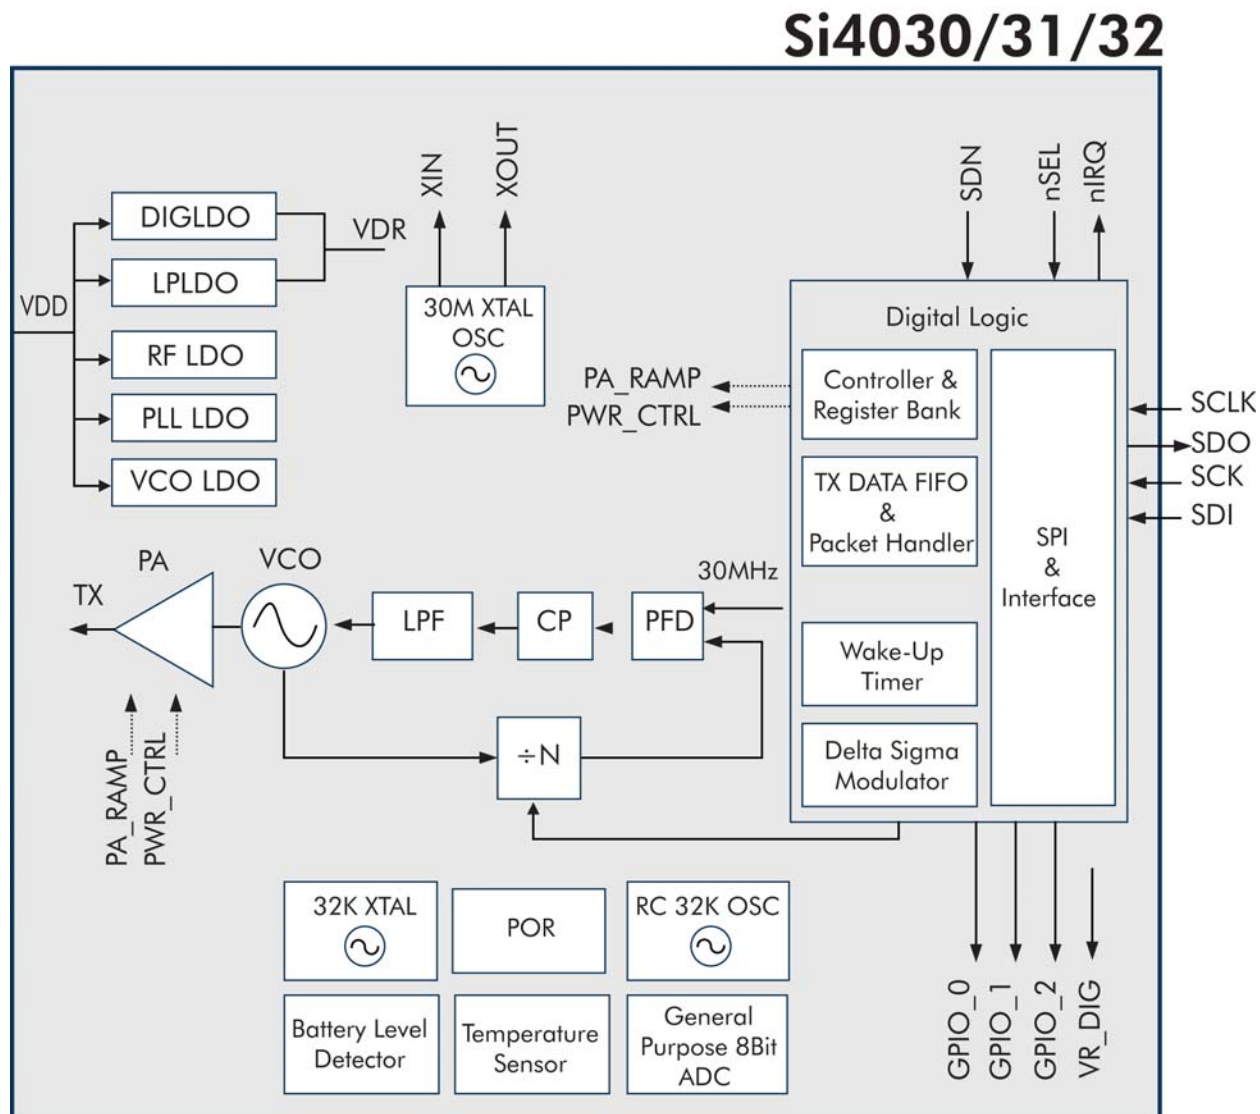 Si4030/31/32
XIN
XOUT
SDN
nSEL
nIRQ
DIGLDO
VDR
LPLDO
VDD
RF LDO
PLL LDO
VCO LDO
30M XTAL
OSC
Digital Logic
PA_RAMP
PWR_CTRL
Controller &
Register Bank
TX DATA FIFO
&
Packet Handler
SPI
&
Interface
Wake-Up
Timer
Delta Sigma
Modulator
SCLK
SDO
SCK
SDI
TX
PA
VCO
LPF
CP
PFD
30MHz
÷N
PA_RAMP
PWR_CTRL
32K XTAL
POR
RC 32K OSC
Battery Level
Detector
Temperature
Sensor
General
Purpose 8Bit
ADC
GPIO_0
GPIO_1
GPIO_2
VR_DIG